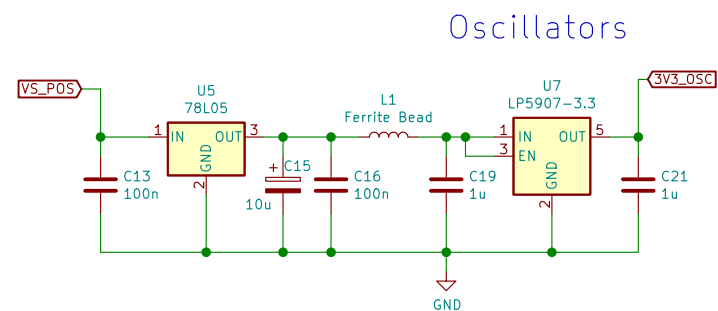 Oscillators
VS_POS
3V3_OSC
U5
78L05
1
IN
OUT
3
GND
2
L1
Ferrite Bead
U7
LP5907-3.3
1
IN
OUT
5
3
EN
GND
2
C13
100n
+
C15
10u
C16
100n
C19
1u
C21
1u
GND